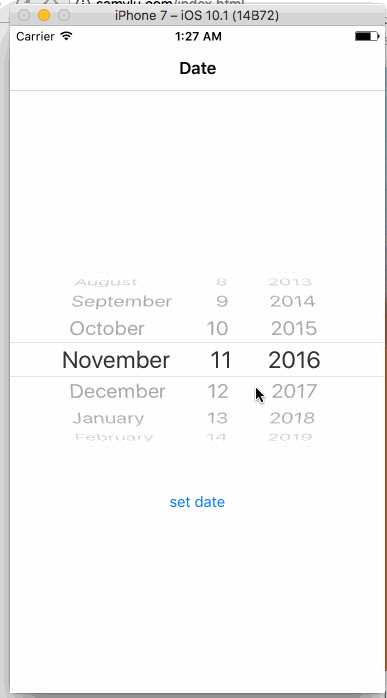 samvlu.com/index.html
iPhone 7 – iOS 10.1 (14B72)
Carrier 1:27 AM
Date
August 8 2013
September 9 2014
October 10 2015
November 11 2016
December 12 2017
January 13 2018
February 14 2019
set date